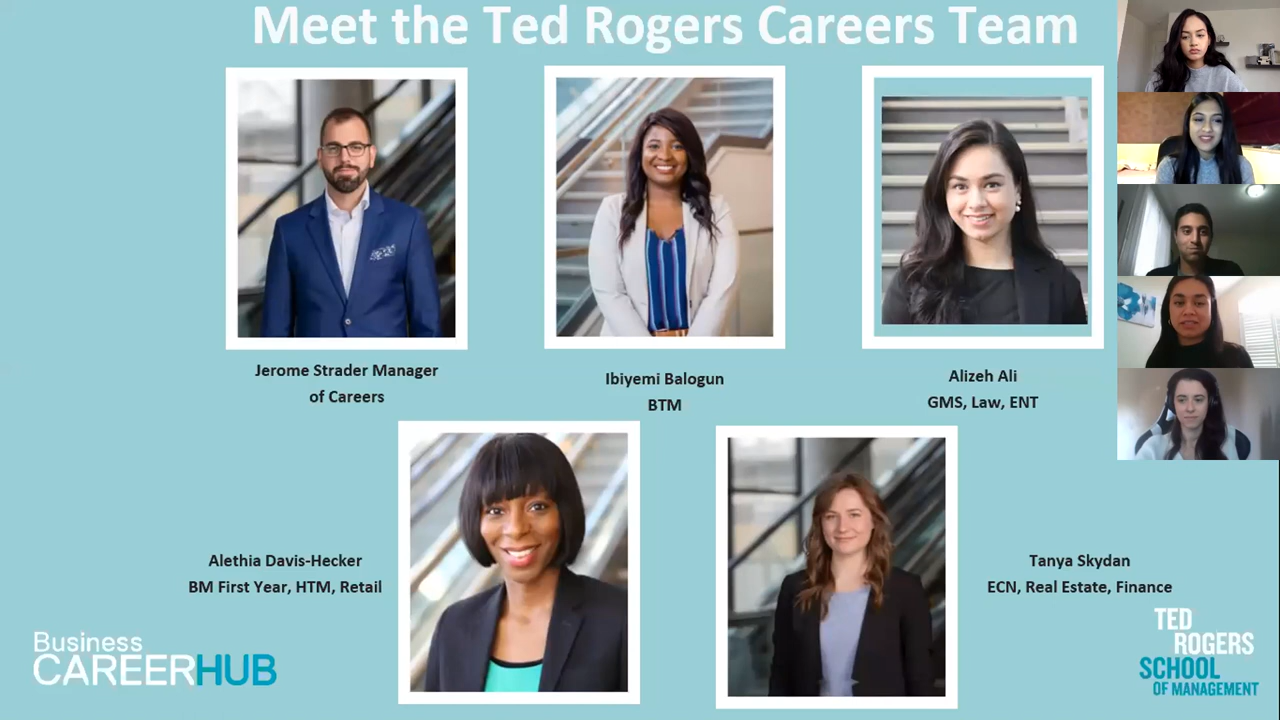 Meet the Ted Rogers Careers Team
Jerome Strader Manager
of Careers
Ibiyemi Balogun
BTM
Alizeh Ali
GMS, Law, ENT
Alethia Davis-Hecker
BM First Year, HTM, Retail
Tanya Skydan
ECN, Real Estate, Finance
Business
CAREERHUB
TED
ROGERS
SCHOOL
OF MANAGEMENT